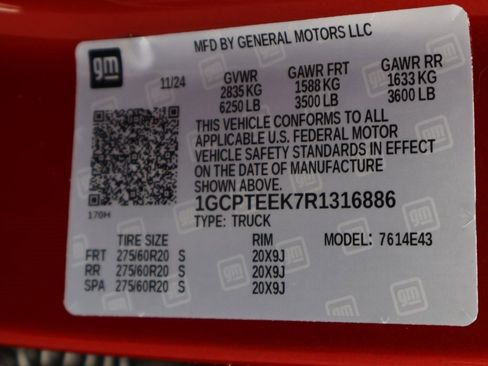 gm
MFD BY GENERAL MOTORS LLC
11/24 GVWR GAWR FRT GAWR RR
2835 KG 1588 KG 1633 KG
6250 LB 3500 LB 3600 LB
THIS VEHICLE CONFORMS TO ALL
APPLICABLE U.S. FEDERAL MOTOR
VEHICLE SAFETY STANDARDS IN EFFECT
ON THE DATE OF MANUFACTURE
SHOWN ABOVE.
170H 1GCPTEEK7R1316886
TYPE: TRUCK
TIRE SIZE RIM MODEL: 7614E43
FRT 275/60R20 S 20X9J
RR 275/60R20 S 20X9J
SPA 275/60R20 S 20X9J